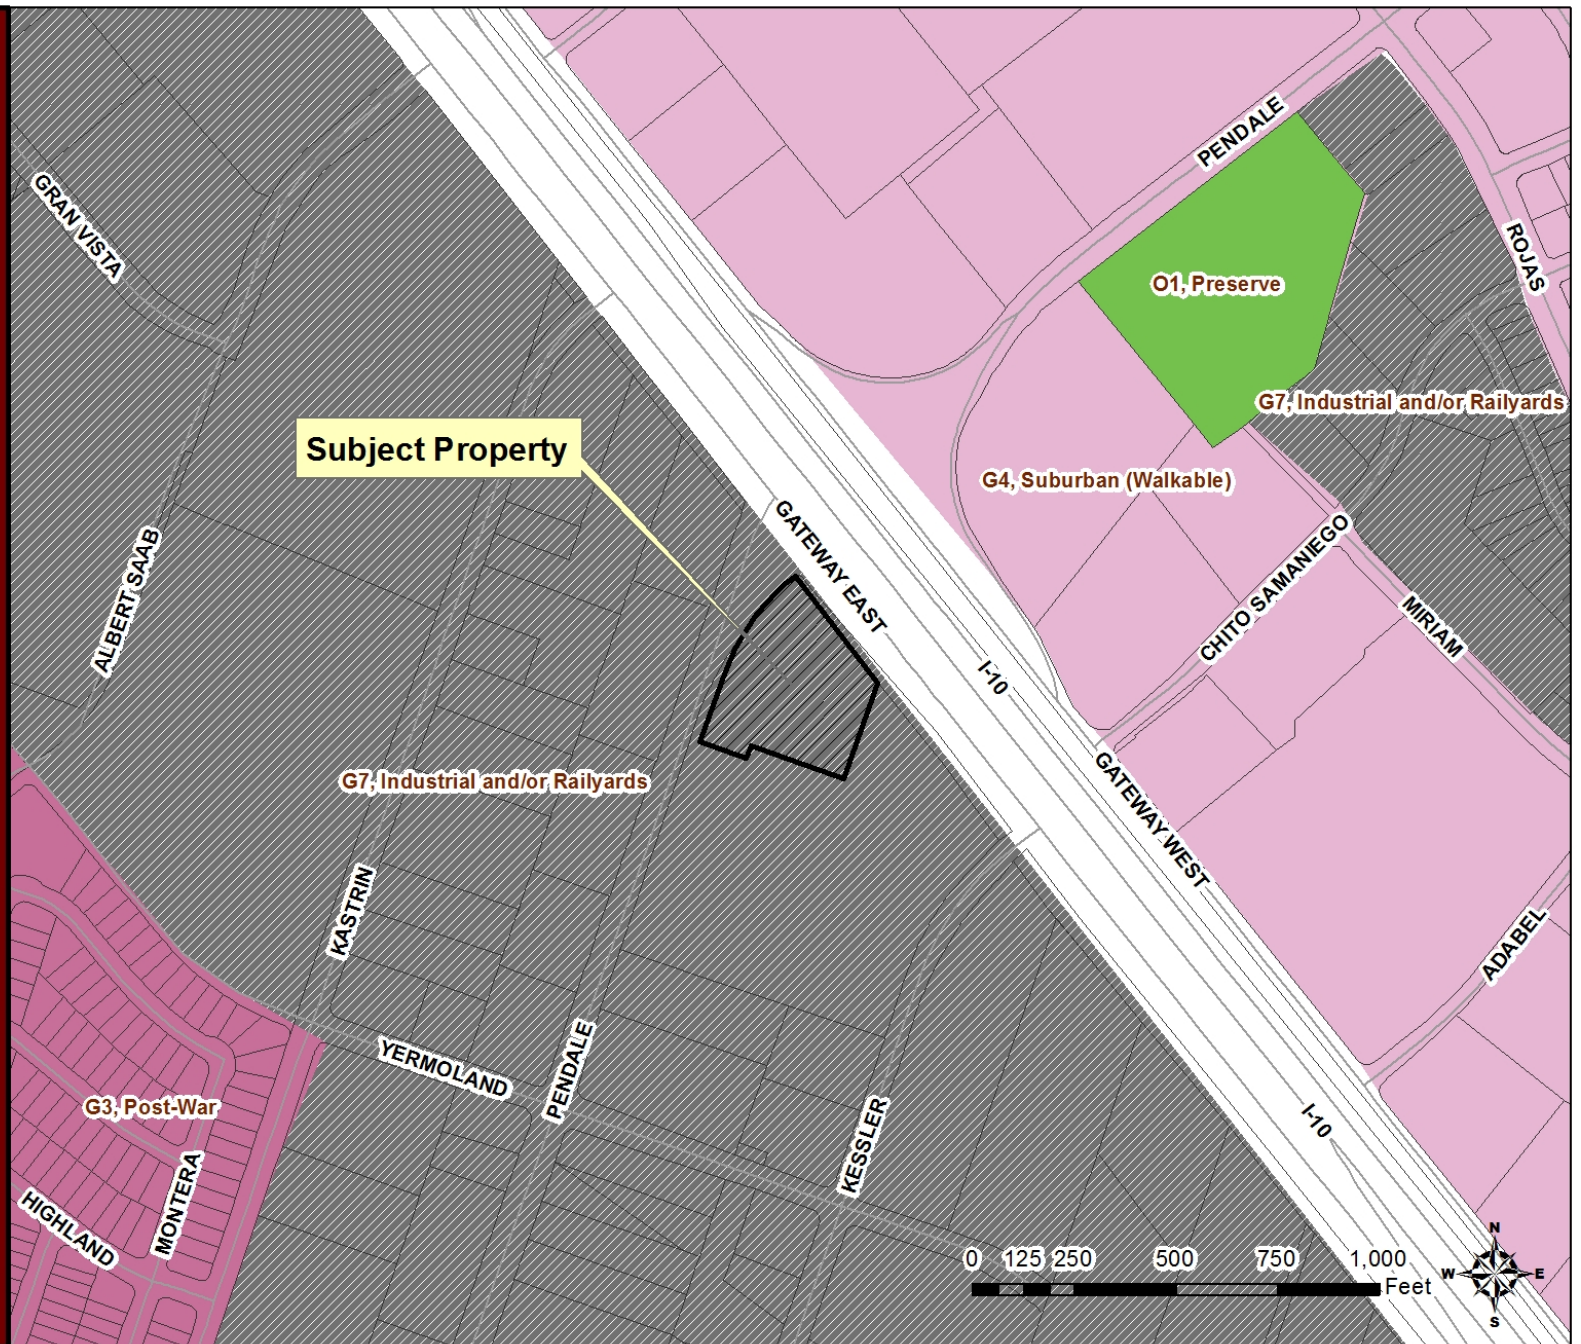 PENDALE
GRAN VISTA
ROJAS
O1, Preserve
G7, Industrial and/or Railyards
Subject Property
G4, Suburban (Walkable)
GATEWAY EAST
CHITO SAMANIEGO
ALBERT SAAB
MIRIAM
I-10
G7, Industrial and/or Railyards
GATEWAY WEST
KASTRIN
ADABEL
YERMOLAND
PENDALE
G3, Post-War
KESSLER
I-10
MONTERA
HIGHLAND
0 125 250 500 750 1,000
Feet
N
W E
S